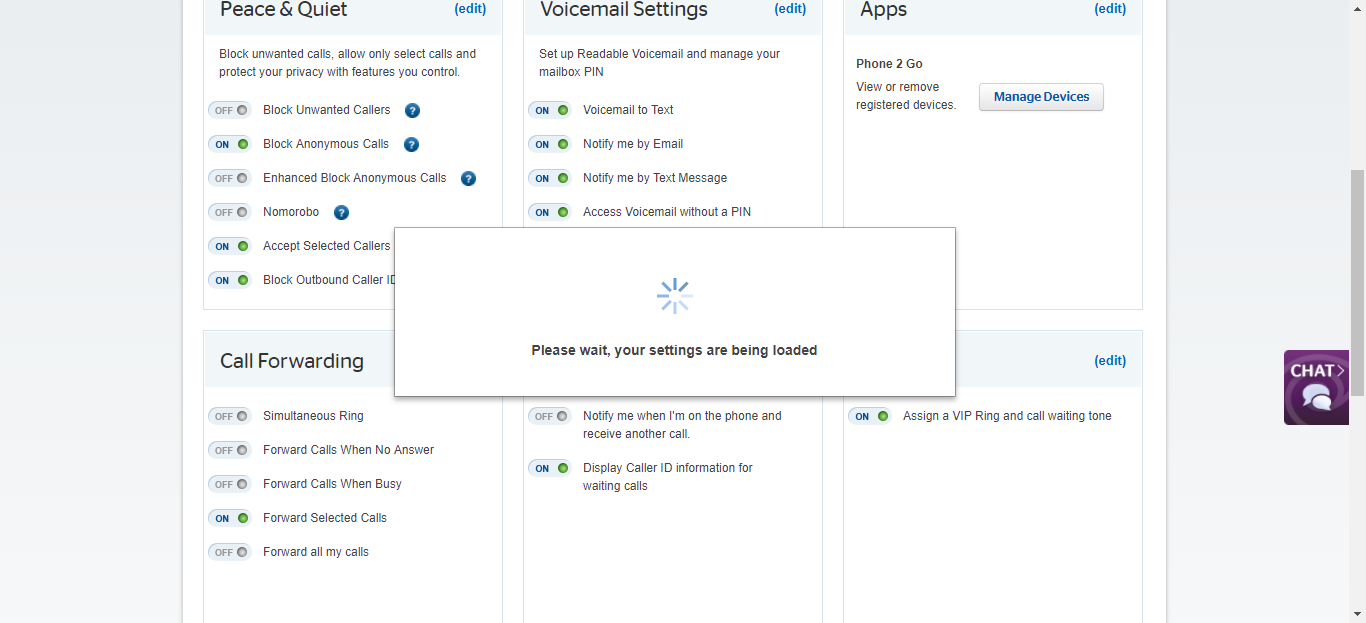 Peace & Quiet
(edit)
Block unwanted calls, allow only select calls and
protect your privacy with features you control.
OFF Block Unwanted Callers ?
ON Block Anonymous Calls ?
OFF Enhanced Block Anonymous Calls ?
OFF Nomorobo ?
ON Accept Selected Callers
ON Block Outbound Caller ID
Voicemail Settings
(edit)
Set up Readable Voicemail and manage your
mailbox PIN
ON Voicemail to Text
ON Notify me by Email
ON Notify me by Text Message
ON Access Voicemail without a PIN
Apps
(edit)
Phone 2 Go
View or remove
registered devices.
Manage Devices
Please wait, your settings are being loaded
Call Forwarding
OFF Simultaneous Ring
OFF Forward Calls When No Answer
OFF Forward Calls When Busy
ON Forward Selected Calls
OFF Forward all my calls
OFF Notify me when I'm on the phone and
receive another call.
ON Display Caller ID information for
waiting calls
(edit)
ON Assign a VIP Ring and call waiting tone
CHAT>